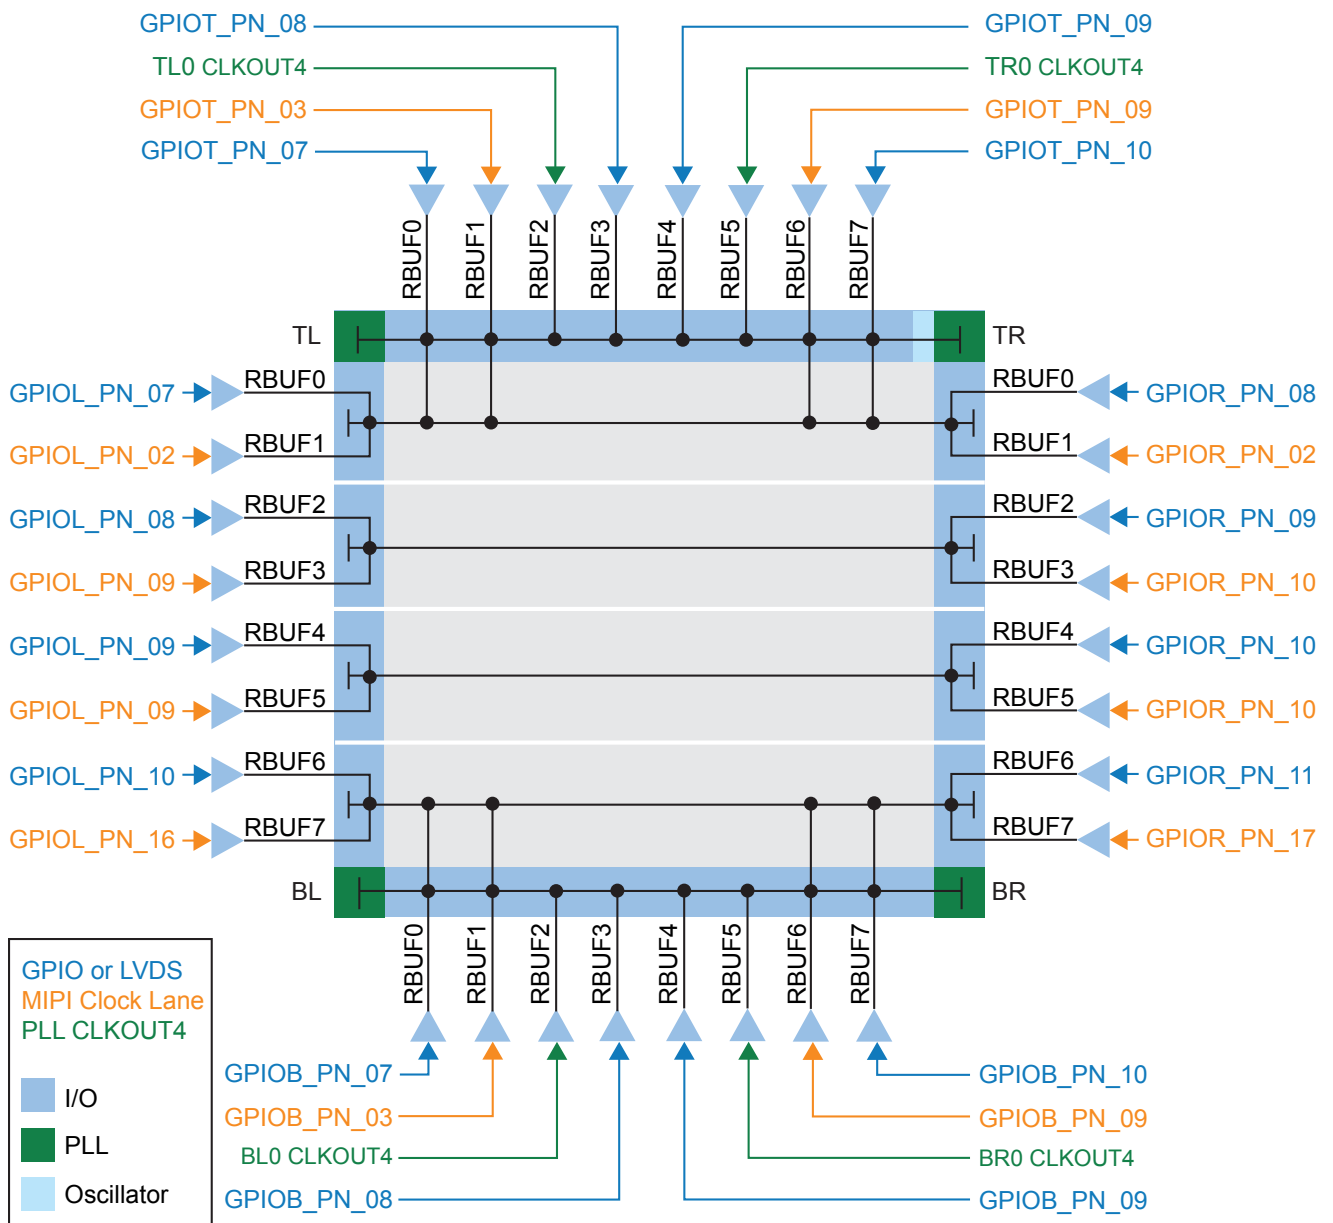 GPIOT_PN_08
GPIOT_PN_09
TL0 CLKOUT4
TR0 CLKOUT4
GPIOT_PN_03
GPIOT_PN_09
GPIOT_PN_07
GPIOT_PN_10
RBUF0
RBUF1
RBUF2
RBUF3
RBUF4
RBUF5
RBUF6
RBUF7
TL
TR
GPIOL_PN_07
RBUF0
RBUF0
GPIOR_PN_08
GPIOL_PN_02
RBUF1
RBUF1
GPIOR_PN_02
GPIOL_PN_08
RBUF2
RBUF2
GPIOR_PN_09
GPIOL_PN_09
RBUF3
RBUF3
GPIOR_PN_10
GPIOL_PN_09
RBUF4
RBUF4
GPIOR_PN_10
GPIOL_PN_09
RBUF5
RBUF5
GPIOR_PN_10
GPIOL_PN_10
RBUF6
RBUF6
GPIOR_PN_11
GPIOL_PN_16
RBUF7
RBUF7
GPIOR_PN_17
BL
BR
RBUF0
RBUF1
RBUF2
RBUF3
RBUF4
RBUF5
RBUF6
RBUF7
GPIOB_PN_07
GPIOB_PN_10
GPIOB_PN_03
GPIOB_PN_09
BL0 CLKOUT4
BR0 CLKOUT4
GPIOB_PN_08
GPIOB_PN_09
GPIO or LVDS
MIPI Clock Lane
PLL CLKOUT4
I/O
PLL
Oscillator